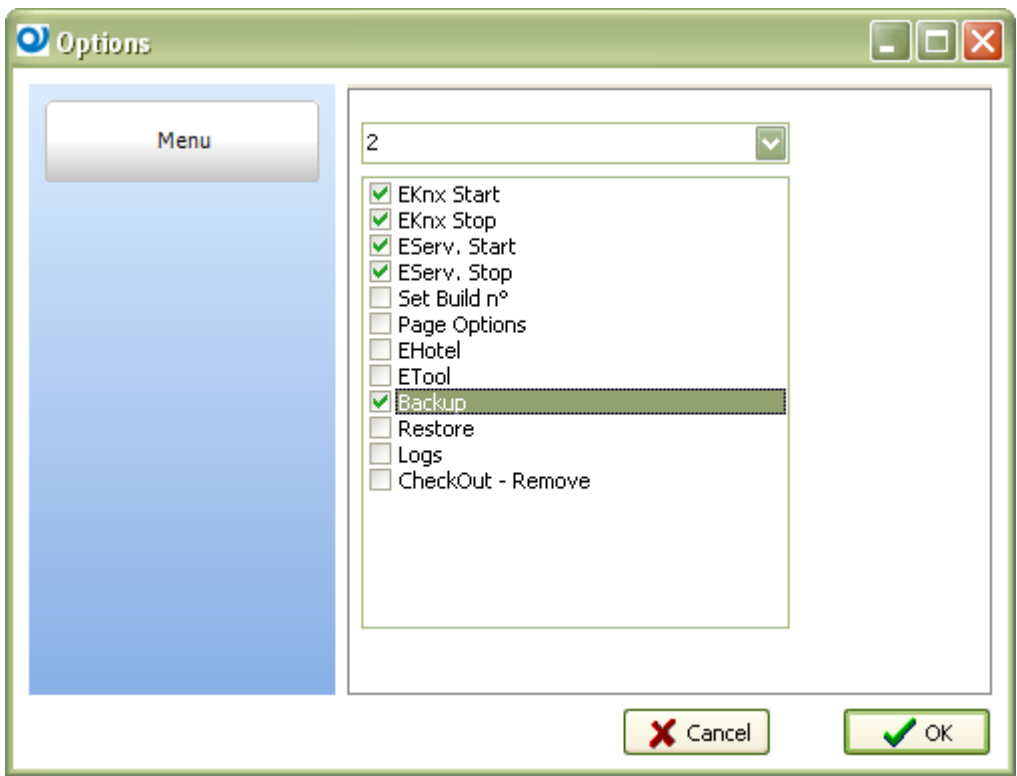 Options
Menu
2
EKnx Start
EKnx Stop
EServ. Start
EServ. Stop
Set Build nº
Page Options
EHotel
ETool
Backup
Restore
Logs
CheckOut - Remove
Cancel
OK